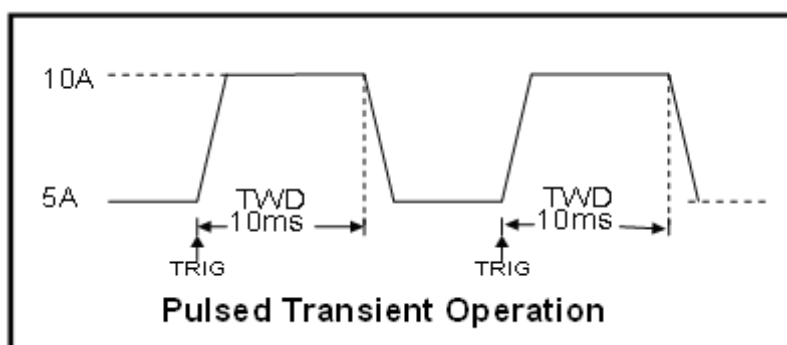 10A
5A
TWD
10ms
TWD
10ms
TRIG
TRIG
Pulsed Transient Operation